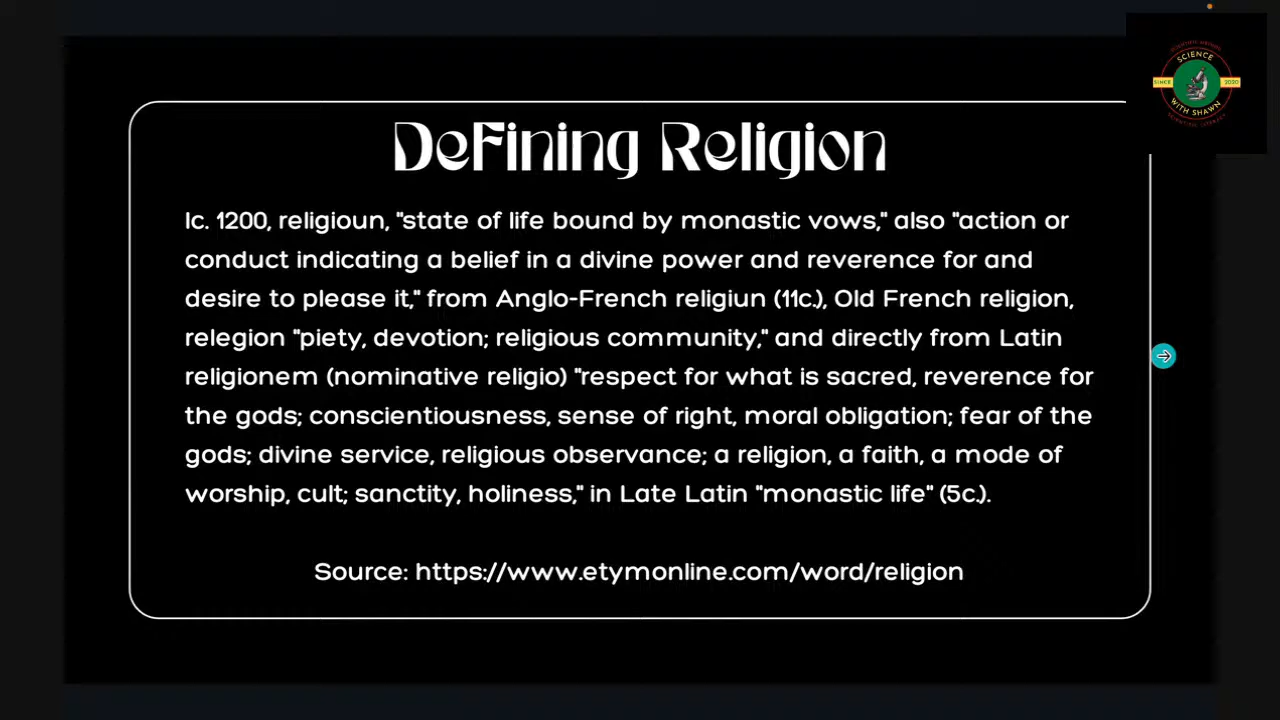 SCIENTIFIC WRITING
SCIENCE
SINCE 2020
WITH SHAWN
SCIENTIFIC LITERACY
DeFining Religion
lc. 1200, religioun, "state of life bound by monastic vows," also "action or
conduct indicating a belief in a divine power and reverence for and
desire to please it," from Anglo-French religiun (11c.), Old French religion,
relegion "piety, devotion; religious community," and directly from Latin
religionem (nominative religio) "respect for what is sacred, reverence for
the gods; conscientiousness, sense of right, moral obligation; fear of the
gods; divine service, religious observance; a religion, a faith, a mode of
worship, cult; sanctity, holiness," in Late Latin "monastic life" (5c.).
Source: https://www.etymonline.com/word/religion